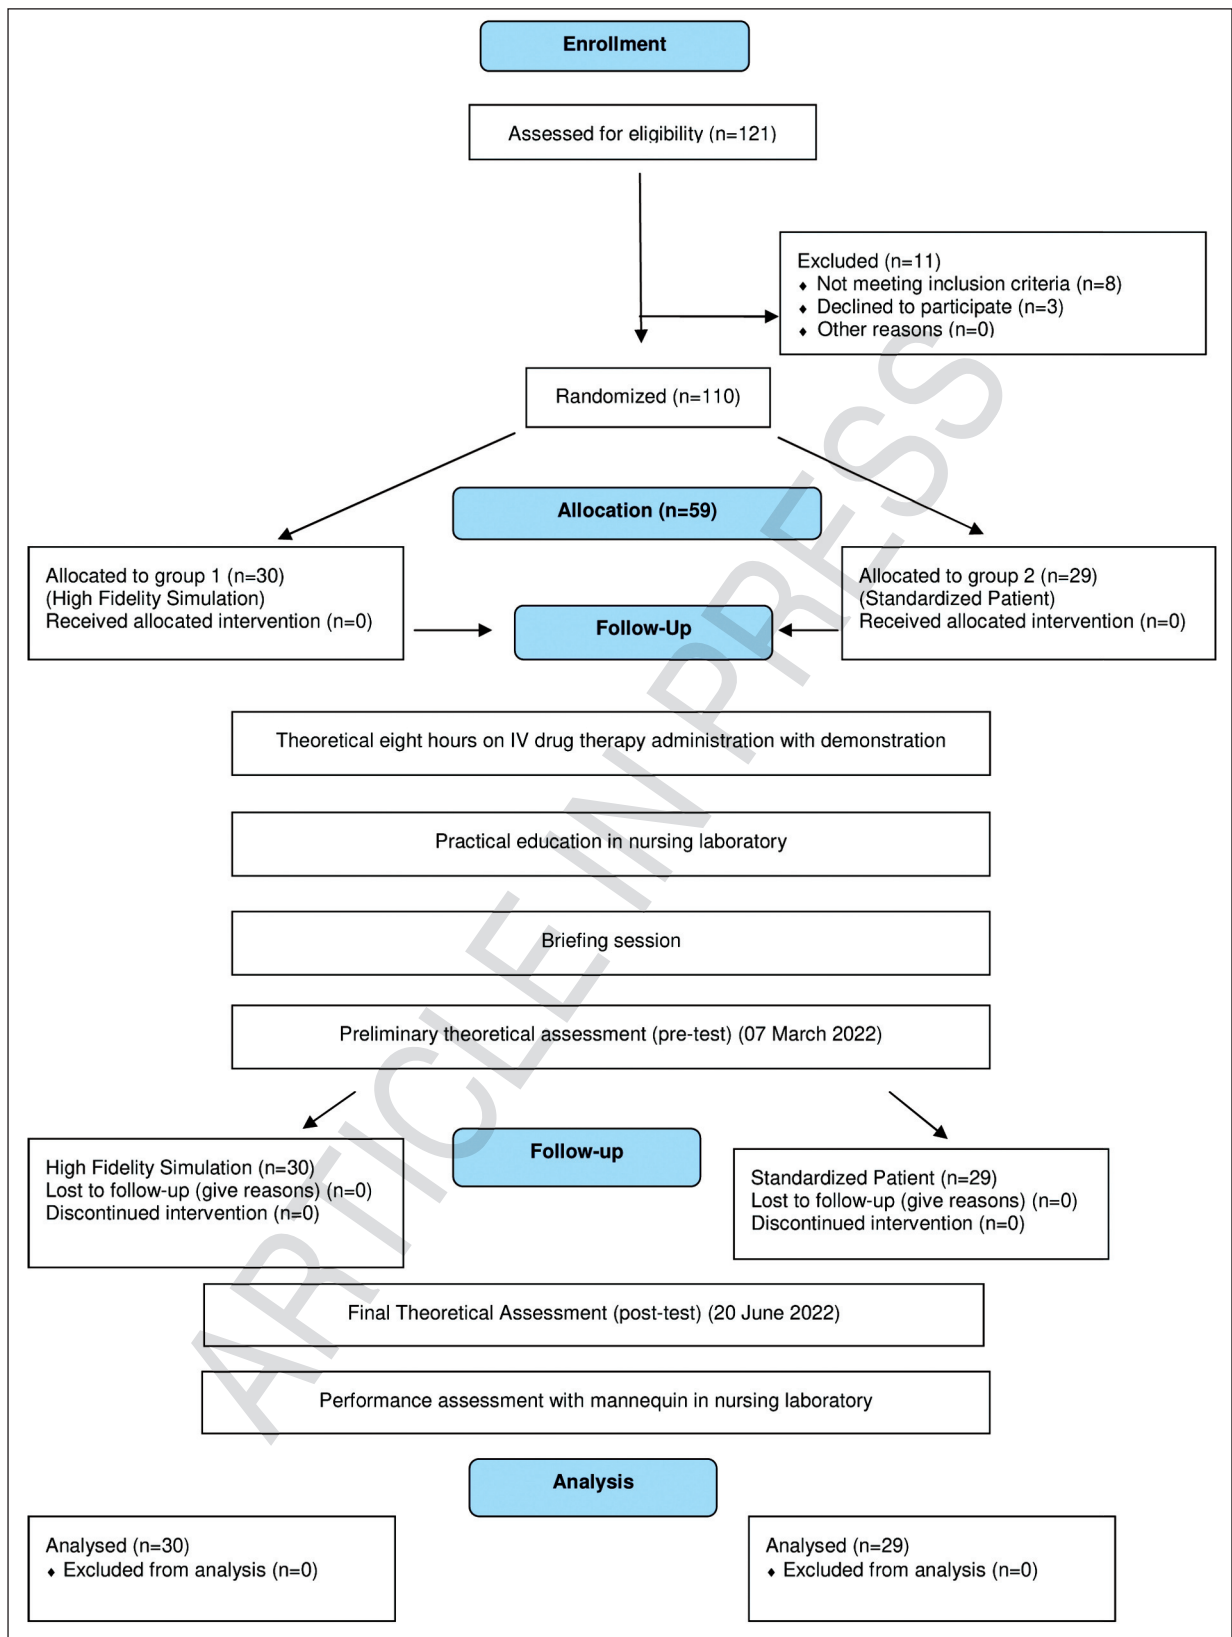 Enrollment
Assessed for eligibility (n=121)
Excluded (n=11)
♦ Not meeting inclusion criteria (n=8)
♦ Declined to participate (n=3)
♦ Other reasons (n=0)
Randomized (n=110)
Allocation (n=59)
Allocated to group 1 (n=30)
(High Fidelity Simulation)
Received allocated intervention (n=0)
Allocated to group 2 (n=29)
(Standardized Patient)
Received allocated intervention (n=0)
Follow-Up
Theoretical eight hours on IV drug therapy administration with demonstration
Practical education in nursing laboratory
Briefing session
Preliminary theoretical assessment (pre-test) (07 March 2022)
Follow-up
High Fidelity Simulation (n=30)
Lost to follow-up (give reasons) (n=0)
Discontinued intervention (n=0)
Standardized Patient (n=29)
Lost to follow-up (give reasons) (n=0)
Discontinued intervention (n=0)
Final Theoretical Assessment (post-test) (20 June 2022)
Performance assessment with mannequin in nursing laboratory
Analysis
Analysed (n=30)
♦ Excluded from analysis (n=0)
Analysed (n=29)
♦ Excluded from analysis (n=0)
ARTICLE IN PRESS